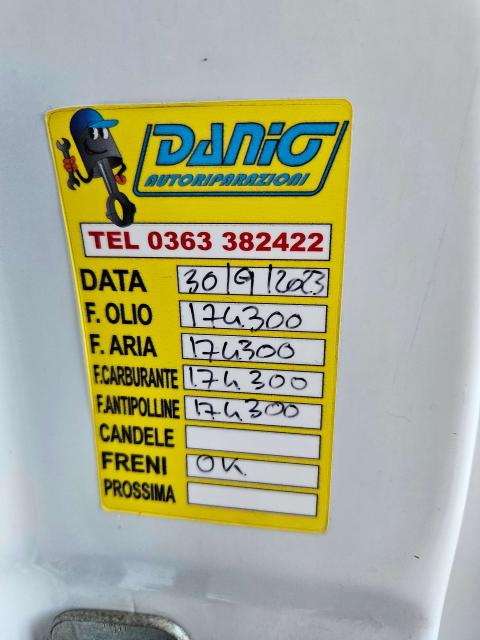 DANIO
AUTORIPARAZIONI
TEL 0363 382422
DATA 30/9/2023
F. OLIO 174300
F. ARIA 174300
F.CARBURANTE 174300
F.ANTIPOLLINE 174300
CANDELE
FRENI OK
PROSSIMA